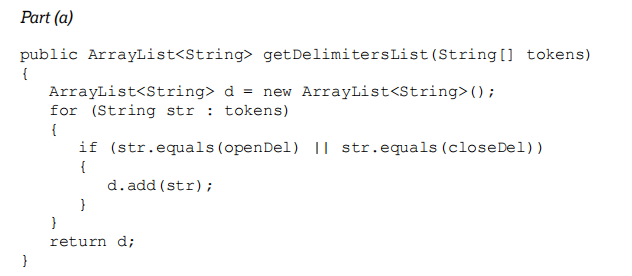 Part (a)
public ArrayList<String> getDelimitersList(String[] tokens)
{
   ArrayList<String> d = new ArrayList<String>();
   for (String str : tokens)
   {
      if (str.equals(openDel) || str.equals(closeDel))
      {
         d.add(str);
      }
   }
   return d;
}